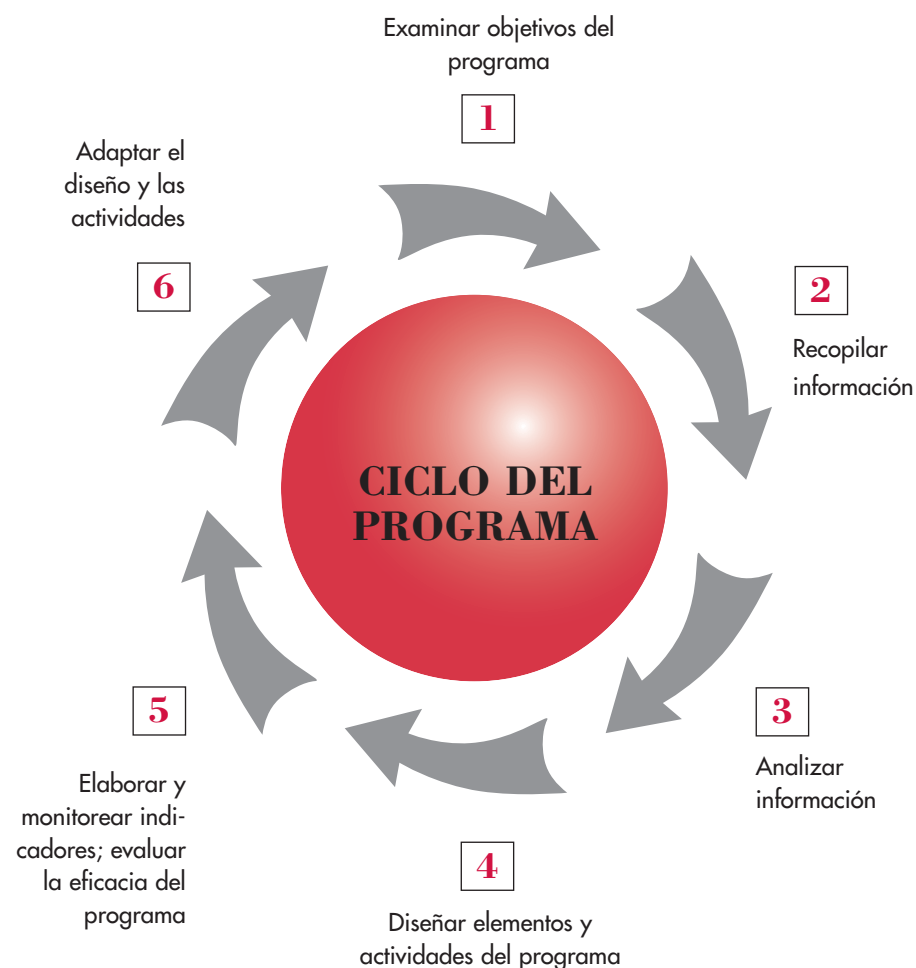 Examinar objetivos del
programa
1
2
Recopilar
información
3
Analizar
información
4
Diseñar elementos y
actividades del programa
5
Elaborar y
monitorear indi-
cadores; evaluar
la eficacia del
programa
Adaptar el
diseño y las
actividades
6
CICLO DEL
PROGRAMA